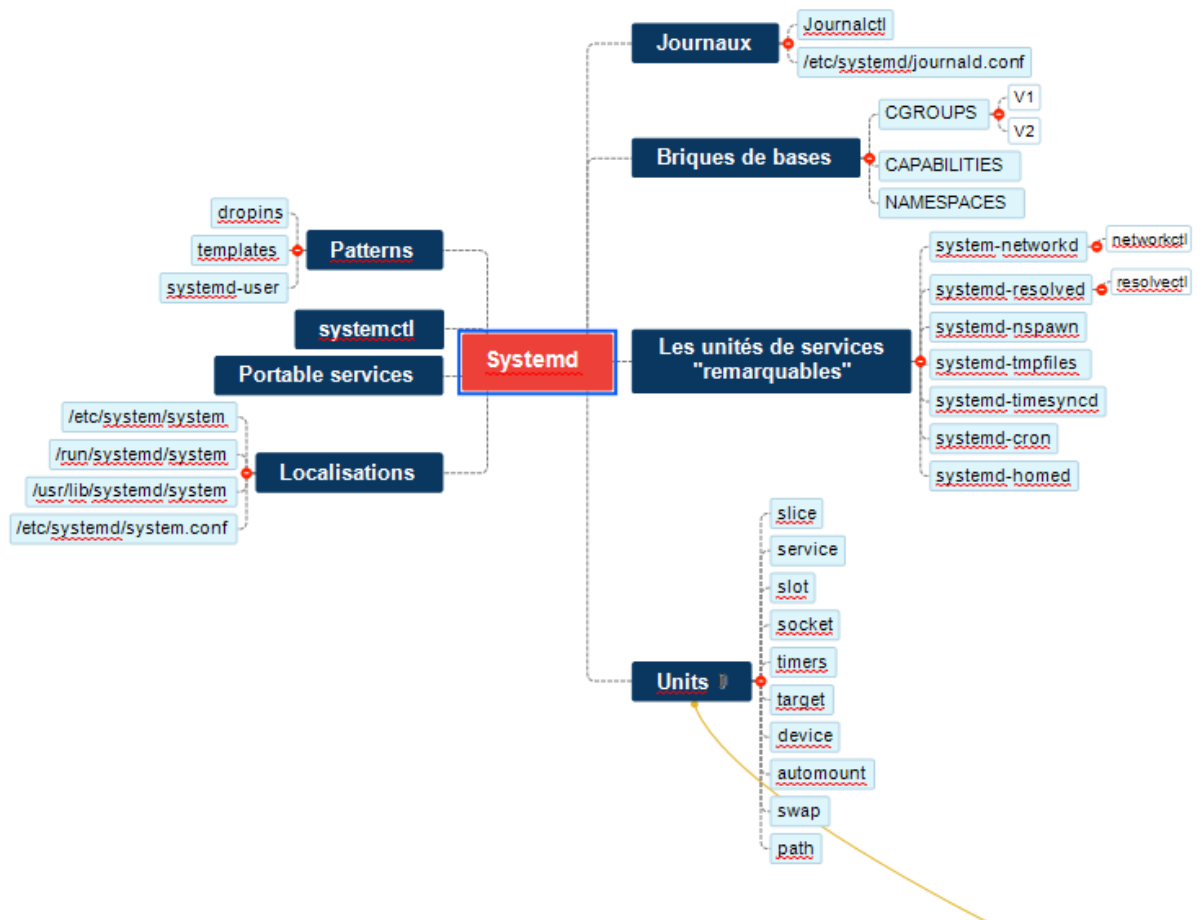 Systemd
Journaux
Journalctl
/etc/systemd/journald.conf
Briques de bases
CGROUPS
V1
V2
CAPABILITIES
NAMESPACES
Les unités de services
"remarquables"
system-networkd
networkctl
systemd-resolved
resolvectl
systemd-nspawn
systemd-tmpfiles
systemd-timesyncd
systemd-cron
systemd-homed
Units
slice
service
slot
socket
timers
target
device
automount
swap
path
Patterns
dropins
templates
systemd-user
systemctl
Portable services
Localisations
/etc/system/system
/run/systemd/system
/usr/lib/systemd/system
/etc/systemd/system.conf